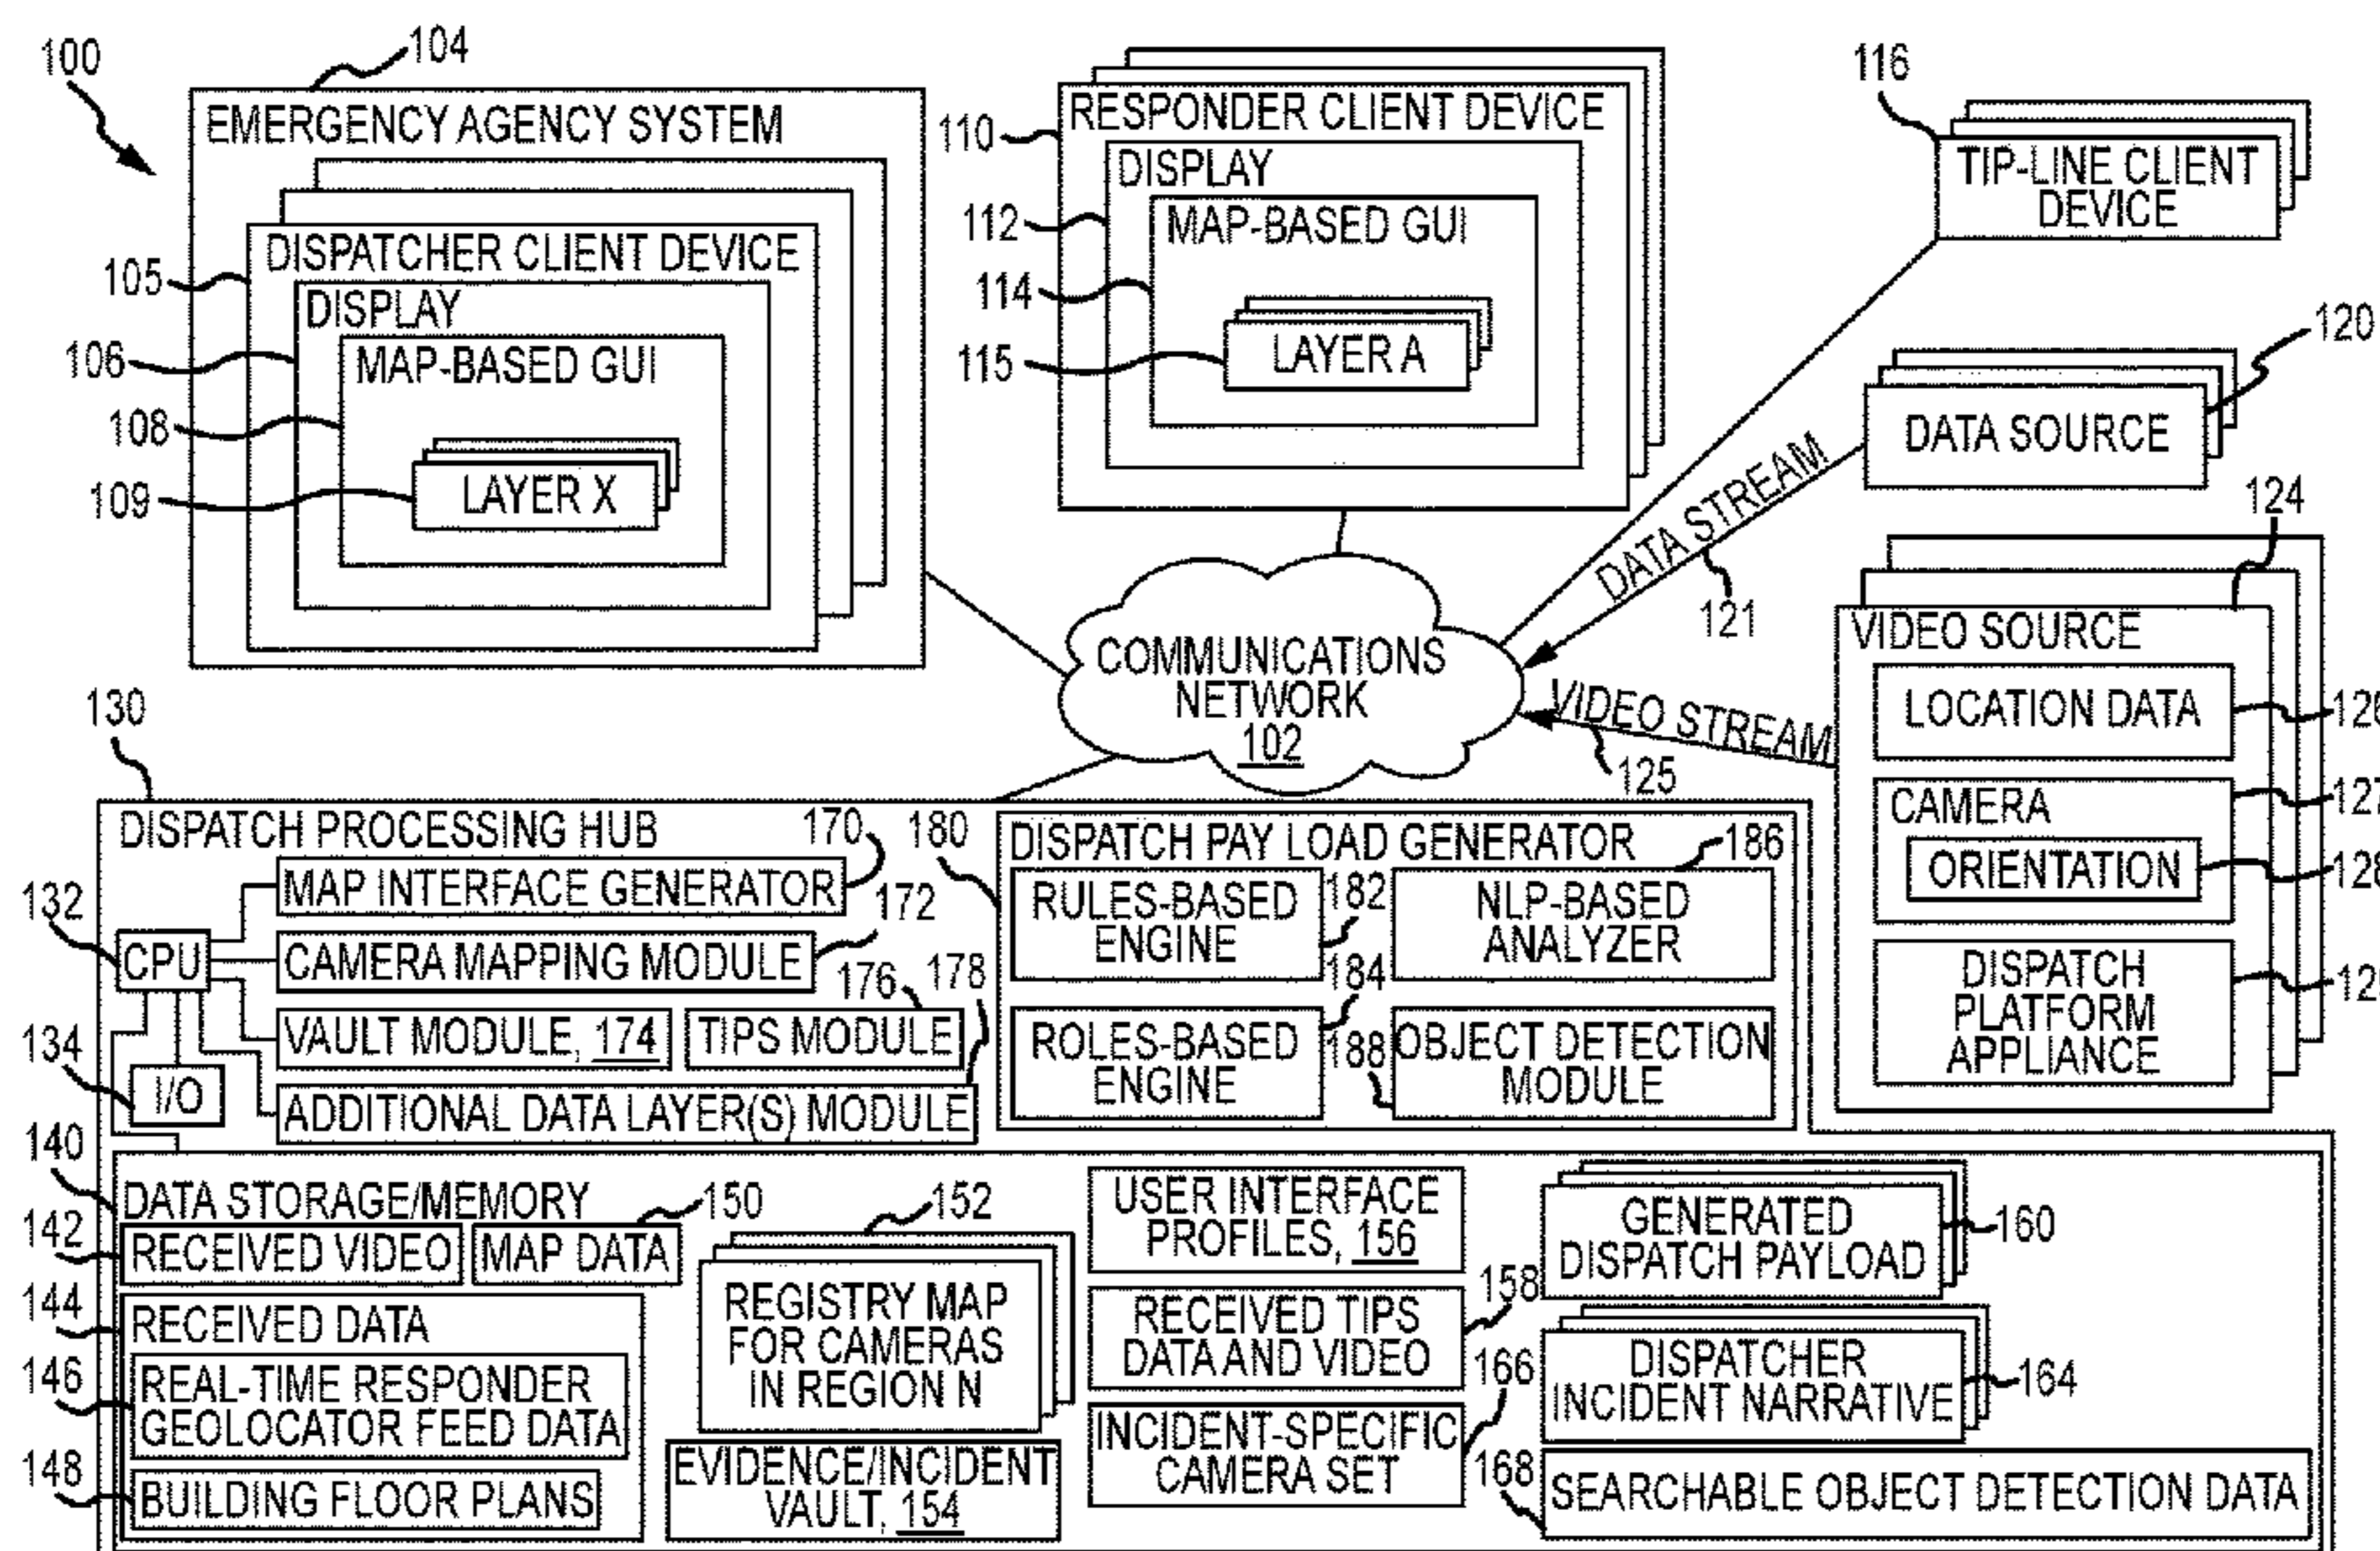 100
104
EMERGENCY AGENCY SYSTEM
105
DISPATCHER CLIENT DEVICE
106
DISPLAY
108
MAP-BASED GUI
109
LAYER X
110
RESPONDER CLIENT DEVICE
112
DISPLAY
114
MAP-BASED GUI
115
LAYER A
116
TIP-LINE CLIENT
DEVICE
120
DATA SOURCE
DATA STREAM
121
124
VIDEO SOURCE
LOCATION DATA
CAMERA
ORIENTATION
DISPATCH
PLATFORM
APPLIANCE
VIDEO STREAM
125
COMMUNICATIONS
NETWORK
102
130
DISPATCH PROCESSING HUB
132
CPU
134
I/O
MAP INTERFACE GENERATOR
170
CAMERA MAPPING MODULE
172
VAULT MODULE, 174
TIPS MODULE
176
ADDITIONAL DATA LAYER(S) MODULE
178
180
DISPATCH PAY LOAD GENERATOR
RULES-BASED
ENGINE
182
NLP-BASED
ANALYZER
186
ROLES-BASED
ENGINE
184
OBJECT DETECTION
MODULE
188
140
DATA STORAGE/MEMORY
142
RECEIVED VIDEO
MAP DATA
150
144
RECEIVED DATA
146
REAL-TIME RESPONDER
GEOLOCATOR FEED DATA
148
BUILDING FLOOR PLANS
152
REGISTRY MAP
FOR CAMERAS
IN REGION N
EVIDENCE/INCIDENT
VAULT, 154
USER INTERFACE
PROFILES, 156
RECEIVED TIPS
DATA AND VIDEO
158
INCIDENT-SPECIFIC
CAMERA SET
166
GENERATED
DISPATCH PAYLOAD
160
DISPATCHER
INCIDENT NARRATIVE
164
168
SEARCHABLE OBJECT DETECTION DATA